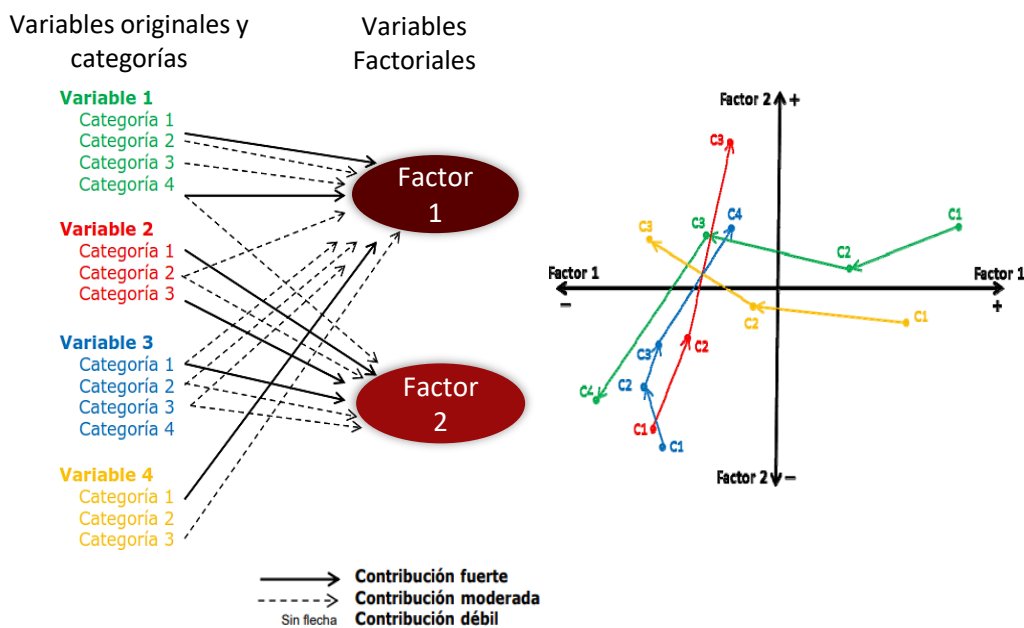 Variables originales y
categorías
Variables
Factoriales
Variable 1
Categoría 1
Categoría 2
Categoría 3
Categoría 4
Variable 2
Categoría 1
Categoría 2
Categoría 3
Variable 3
Categoría 1
Categoría 2
Categoría 3
Categoría 4
Variable 4
Categoría 1
Categoría 2
Categoría 3
Factor
1
Factor
2
Contribución fuerte
Contribución moderada
Sin flecha Contribución débil
Factor 2 +
C3
C3
C3
C4
C2
C1
Factor 1
–
Factor 1
+
C2
C1
C3
C2
C2
C4
C1
C1
Factor 2 –